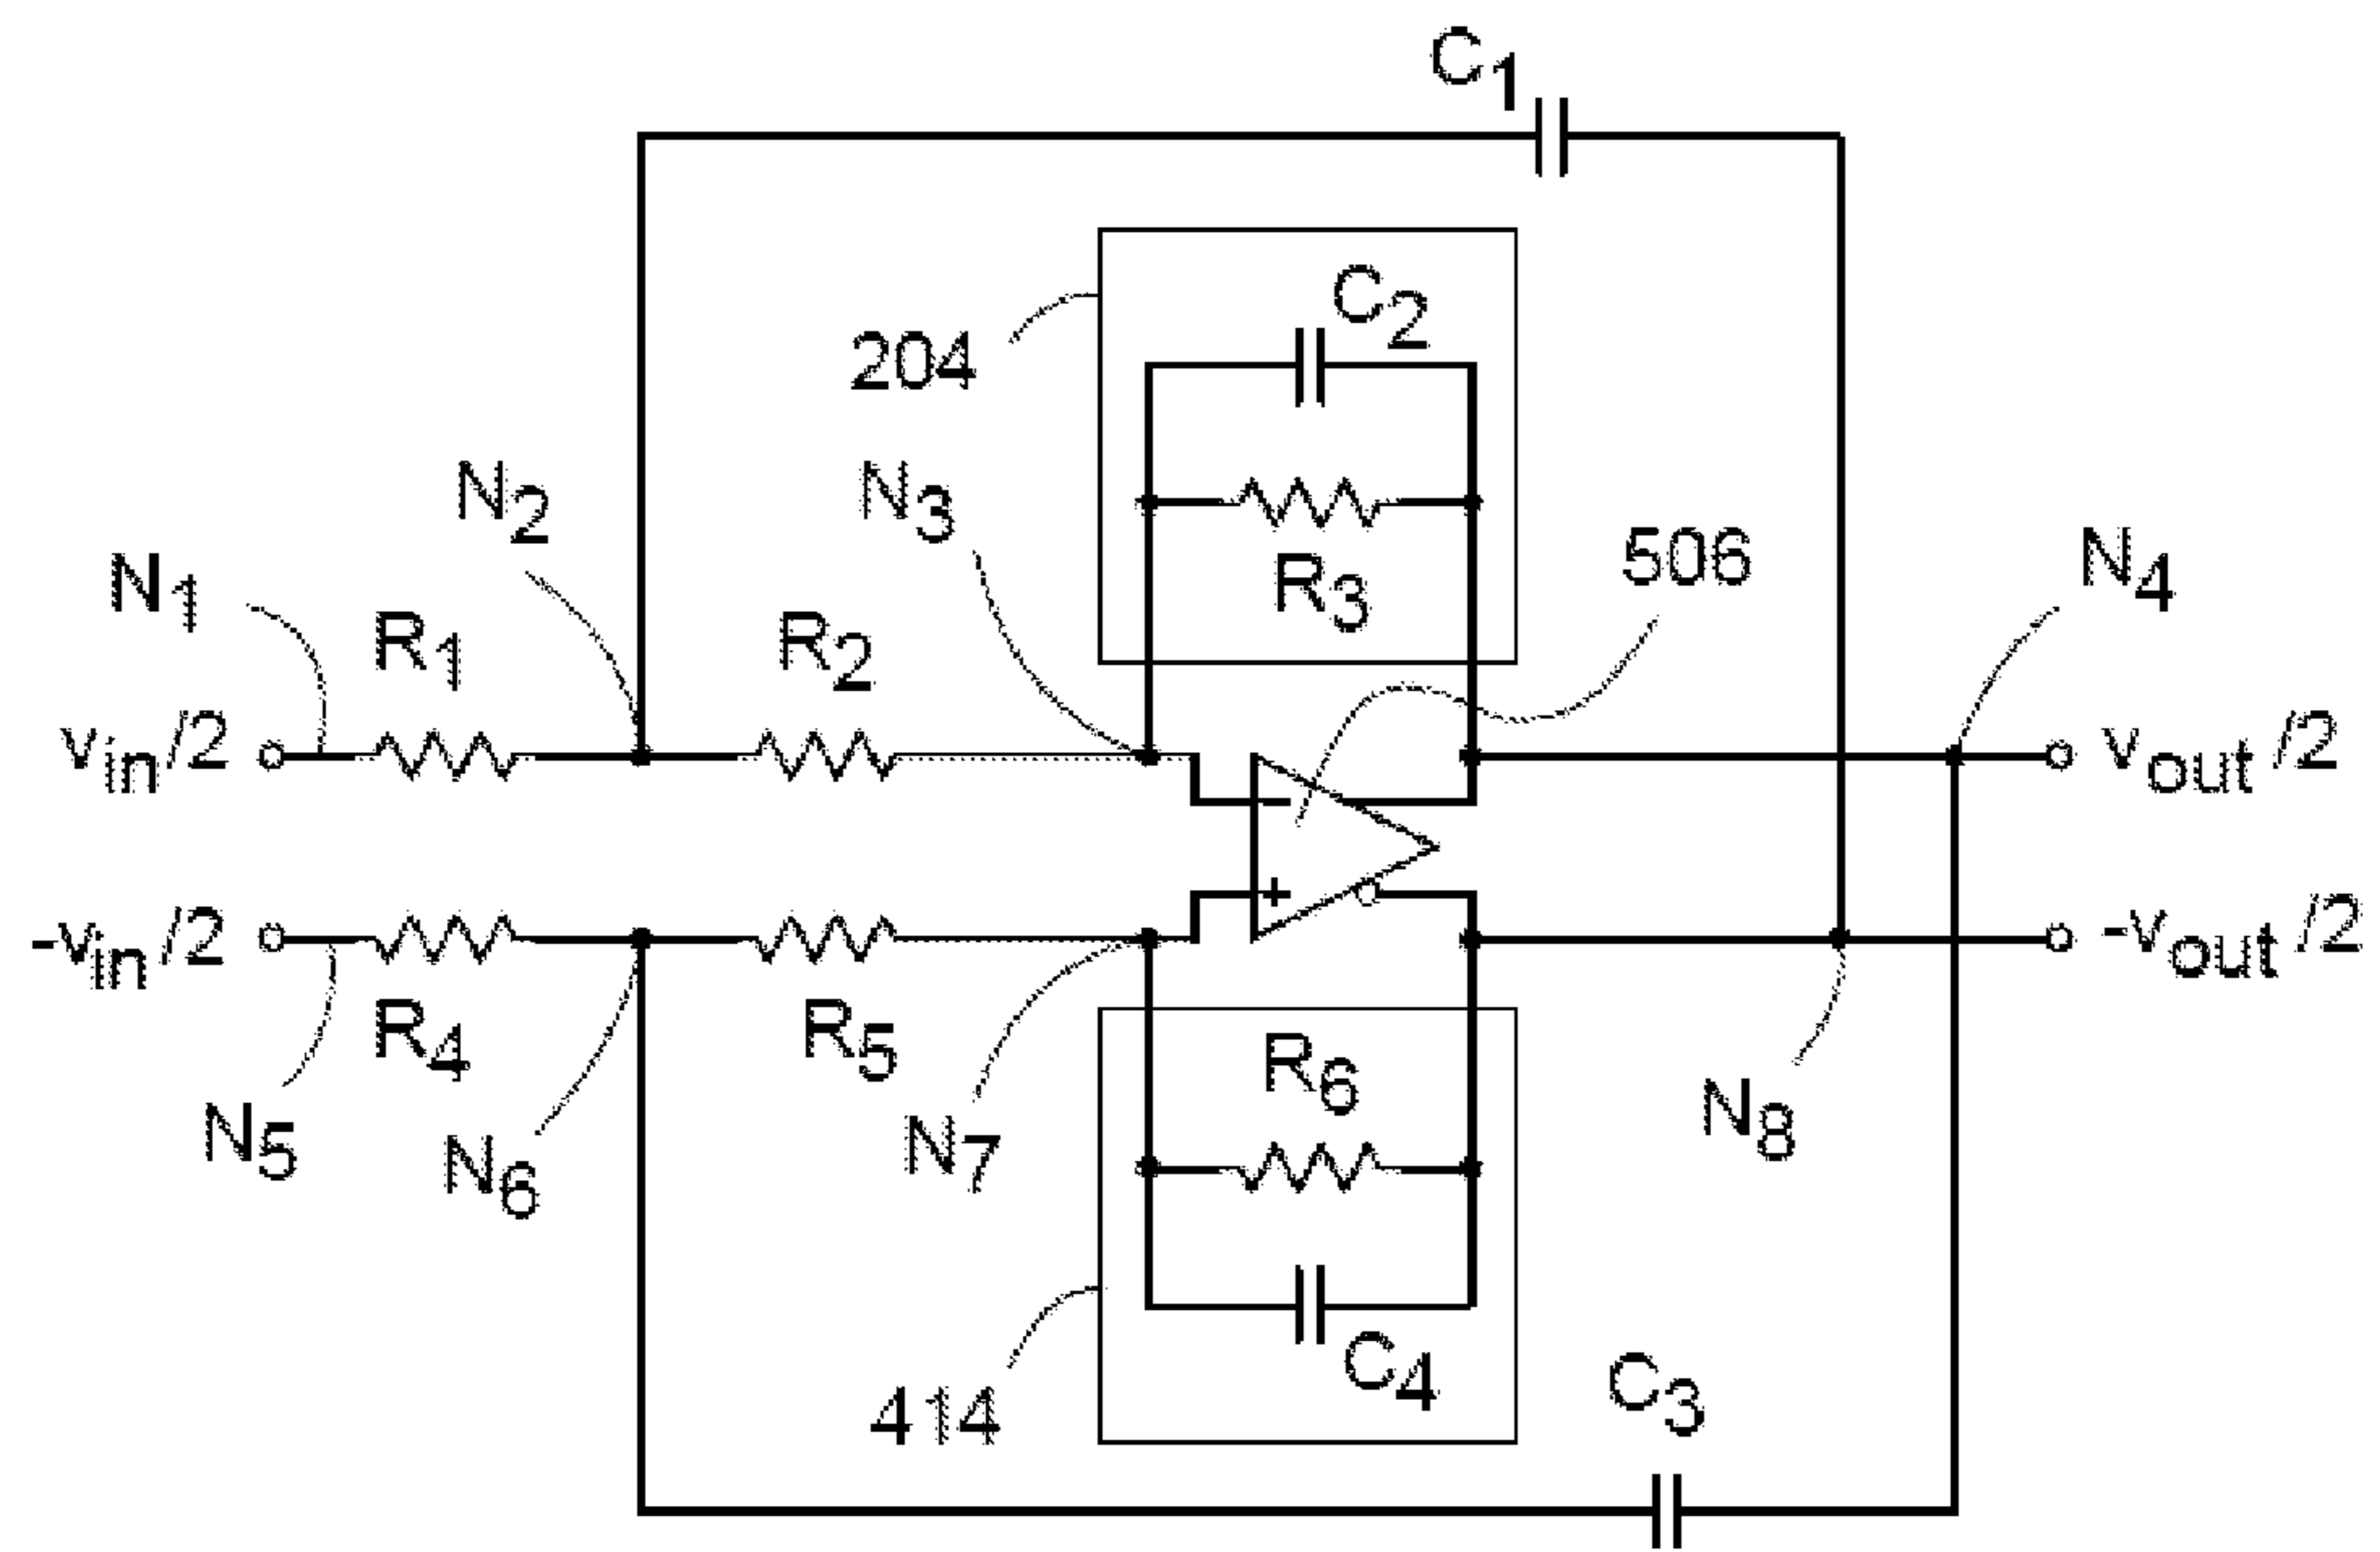 C1
C2
204
N2
N3
506
N4
N1
R3
R1
R2
vin/2
vout /2
-
+
-vin/2
-vout /2
R4
R5
R6
N5
N6
N7
N8
C4
C3
414